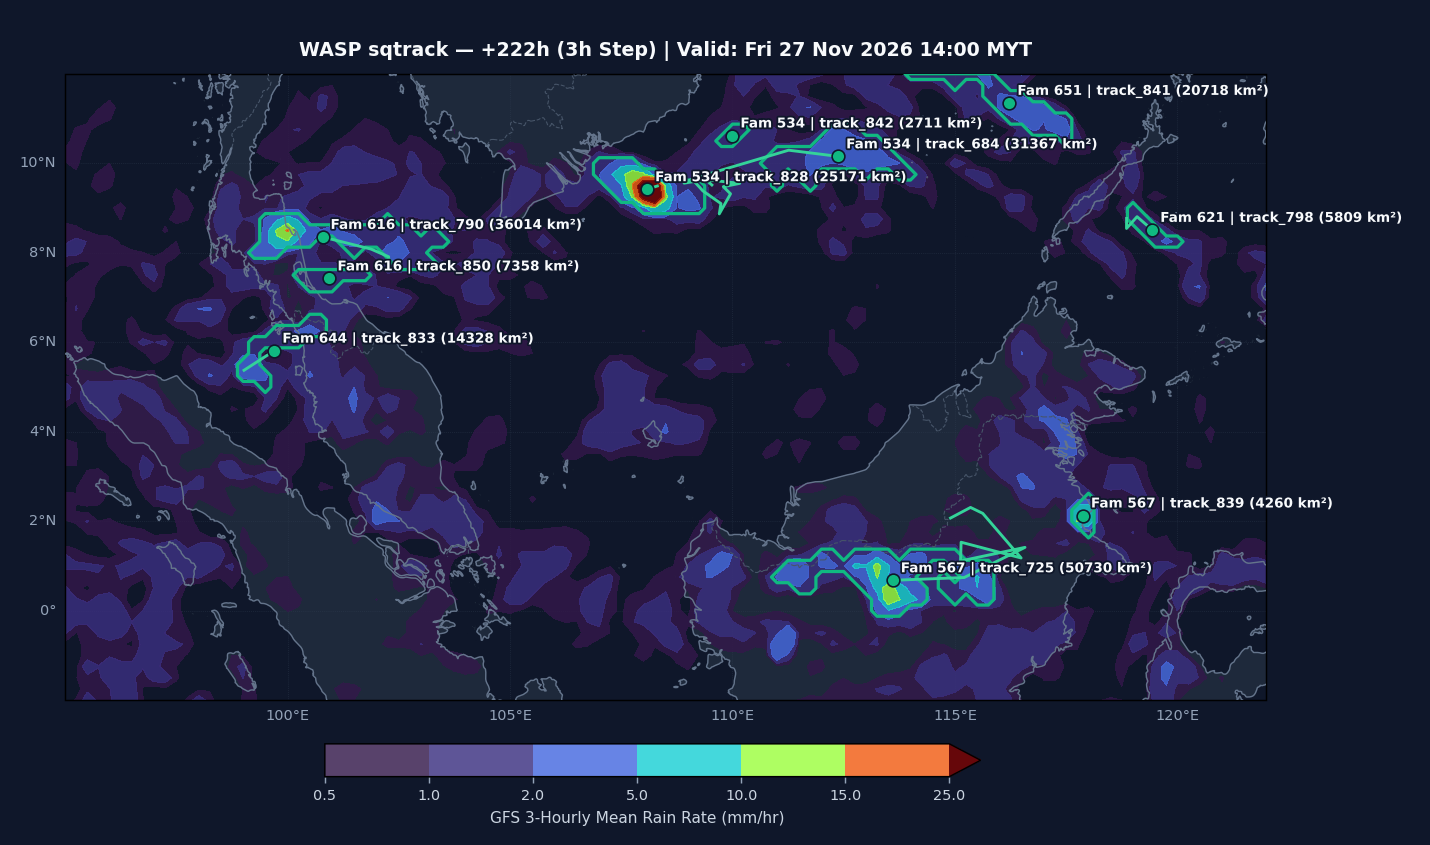 WASP sqtrack — +222h (3h Step) | Valid: Fri 27 Nov 2026 14:00 MYT
Fam 651 | track_841 (20718 km²)
Fam 534 | track_842 (2711 km²)
Fam 534 | track_684 (31367 km²)
Fam 534 | track_828 (25171 km²)
Fam 621 | track_798 (5809 km²)
Fam 616 | track_790 (36014 km²)
Fam 616 | track_850 (7358 km²)
Fam 644 | track_833 (14328 km²)
Fam 567 | track_839 (4260 km²)
Fam 567 | track_725 (50730 km²)
10°N
8°N
6°N
4°N
2°N
0°
100°E 105°E 110°E 115°E 120°E
0.5 1.0 2.0 5.0 10.0 15.0 25.0
GFS 3-Hourly Mean Rain Rate (mm/hr)